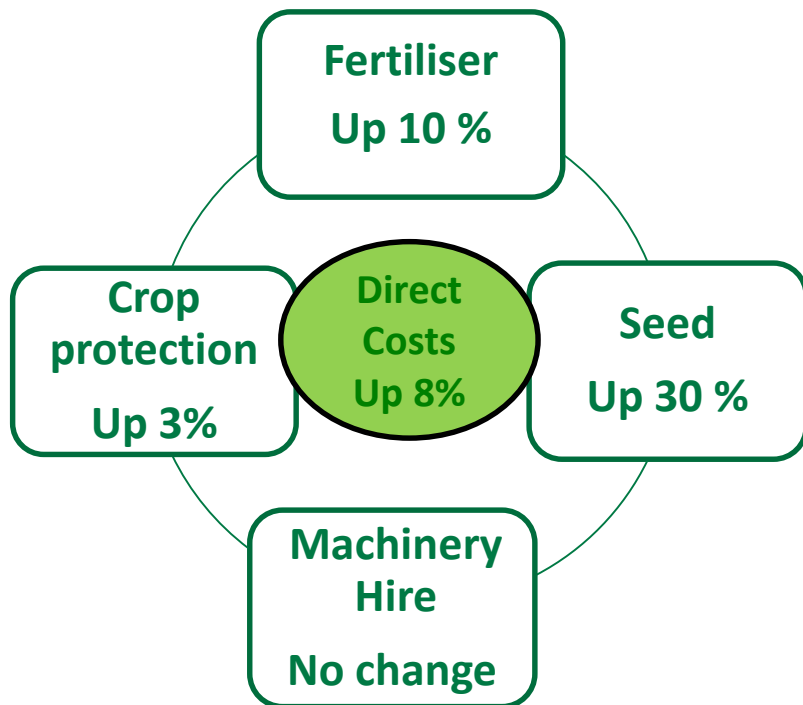 Fertiliser
Up 10 %
Crop
protection
Up 3%
Direct
Costs
Up 8%
Seed
Up 30 %
Machinery
Hire
No change